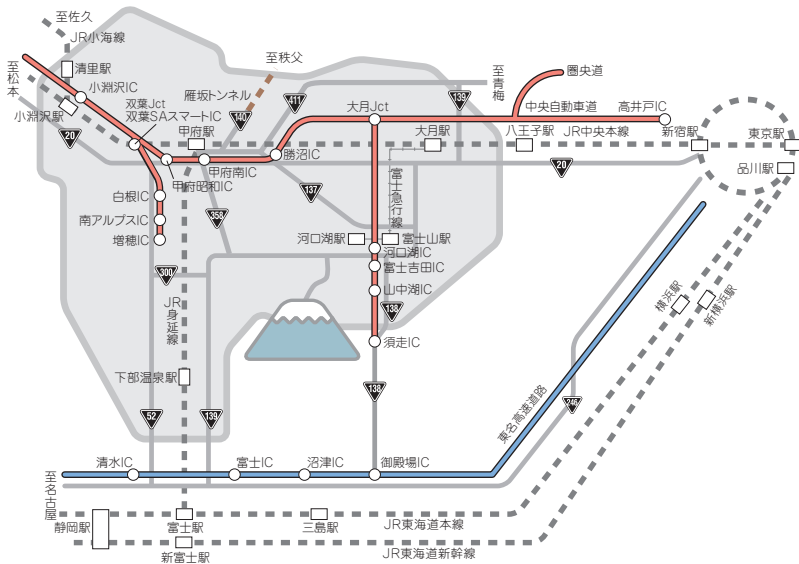 至佐久
JR小海線
清里駅
至松本
小淵沢IC
小淵沢駅
20
双葉Jct
双葉SAスマートIC
雁坂トンネル
至秩父
140
411
甲府駅
大月Jct
至青梅
139
圏央道
中央自動車道
高井戸IC
大月駅
八王子駅
JR中央本線
新宿駅
東京駅
品川駅
20
勝沼IC
甲府南IC
甲府昭和IC
白根IC
南アルプスIC
増穂IC
358
137
富士急行線
河口湖駅
富士山駅
河口湖IC
富士吉田IC
山中湖IC
138
須走IC
300
JR身延線
下部温泉駅
52
139
138
横浜駅
新横浜駅
246
東名高速道路
清水IC
富士IC
沼津IC
御殿場IC
至名古屋
静岡駅
富士駅
三島駅
JR東海道本線
新富士駅
JR東海道新幹線